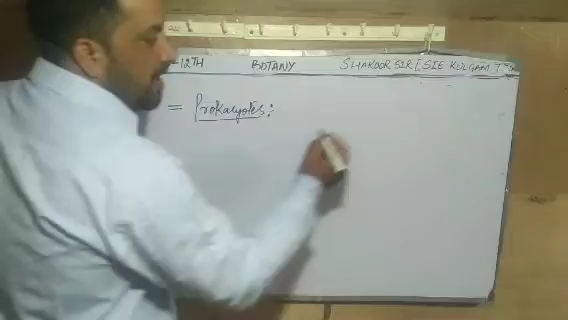 -12TH BOTANY SHAKOOR SIR [SIE KULGAM.
= Prokaryotes: